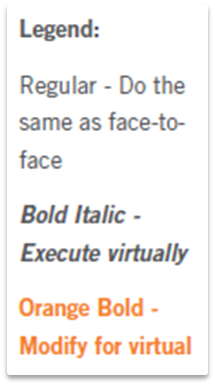 Legend:
Regular - Do the
same as face-to-
face
Bold Italic -
Execute virtually
Orange Bold -
Modify for virtual